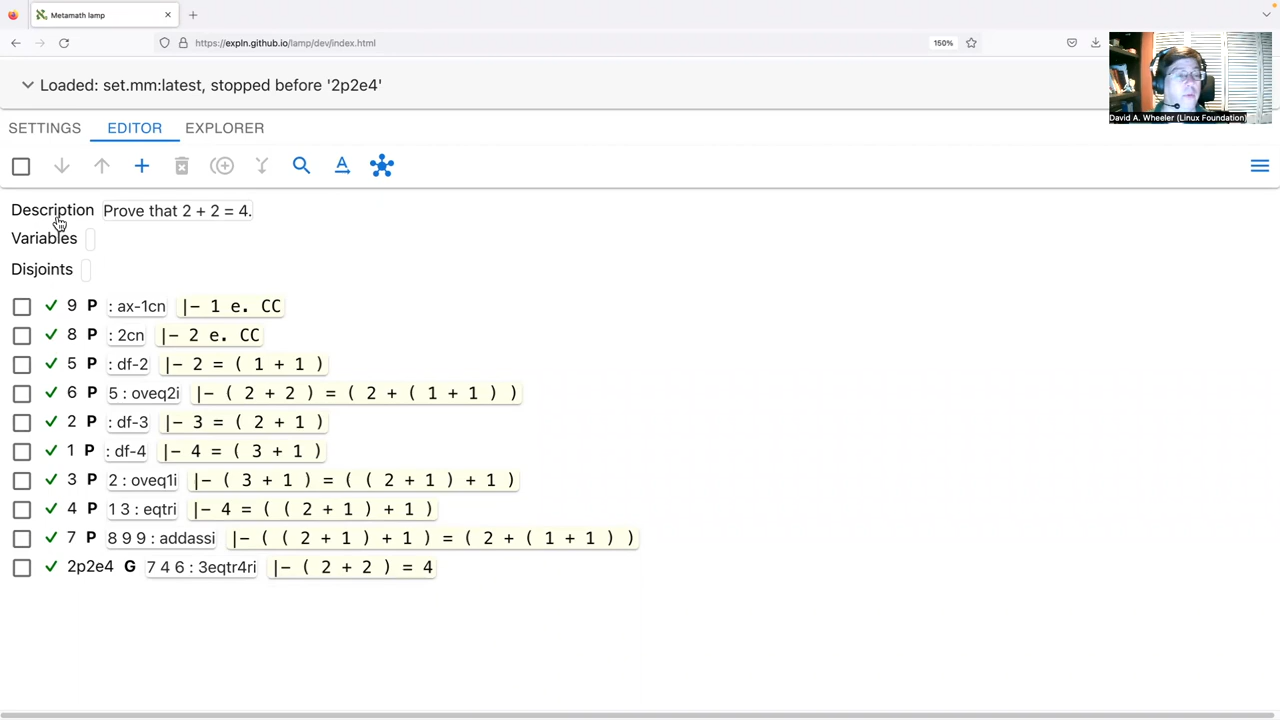 Metamath lamp
https://expln.github.io/lamp/dev/index.html
150%
Loaded: set.mm:latest, stopped before '2p2e4'
David A. Wheeler (Linux Foundation)
SETTINGS EDITOR EXPLORER
Description Prove that 2 + 2 = 4.
Variables
Disjoints
9 P : ax-1cn |- 1 e. CC
8 P : 2cn |- 2 e. CC
5 P : df-2 |- 2 = ( 1 + 1 )
6 P 5 : oveq2i |- ( 2 + 2 ) = ( 2 + ( 1 + 1 ) )
2 P : df-3 |- 3 = ( 2 + 1 )
1 P : df-4 |- 4 = ( 3 + 1 )
3 P 2 : oveq1i |- ( 3 + 1 ) = ( ( 2 + 1 ) + 1 )
4 P 1 3 : eqtri |- 4 = ( ( 2 + 1 ) + 1 )
7 P 8 9 9 : addassi |- ( ( 2 + 1 ) + 1 ) = ( 2 + ( 1 + 1 ) )
2p2e4 G 7 4 6 : 3eqtr4ri |- ( 2 + 2 ) = 4